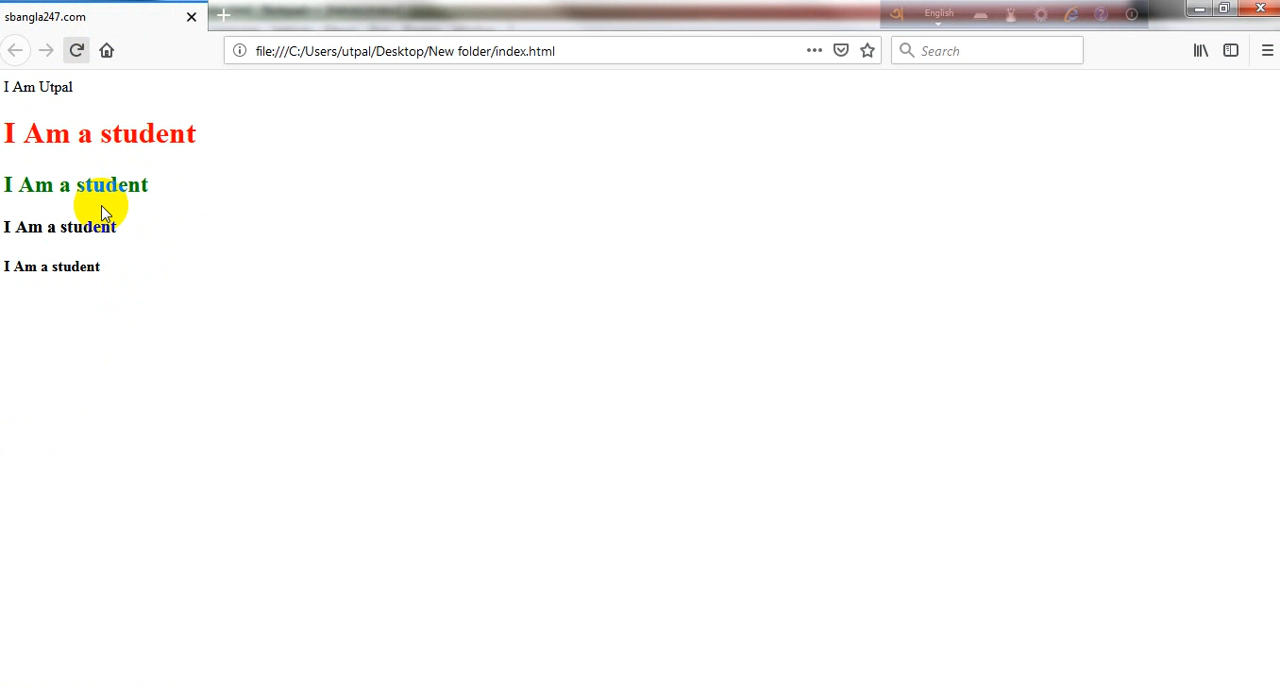 sbangla247.com
English
file:///C:/Users/utpal/Desktop/New folder/index.html
Search
I Am Utpal
I Am a student
I Am a student
I Am a student
I Am a student